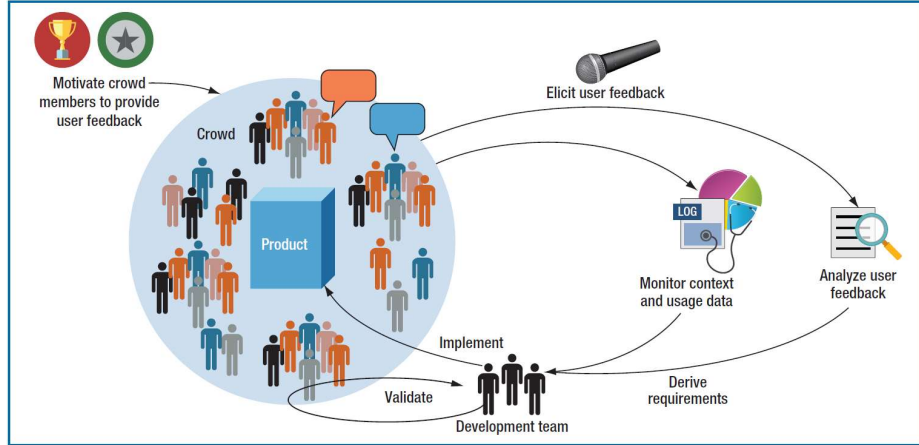 Motivate crowd
members to provide
user feedback
Crowd
Product
Elicit user feedback
LOG
Monitor context
and usage data
Analyze user
feedback
Implement
Validate
Development team
Derive
requirements